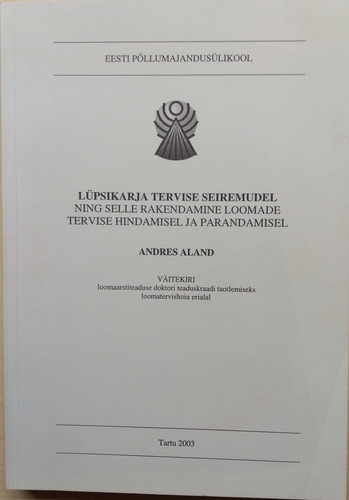 EESTI PÕLLUMAJANDUSÜLIKOOL
LÜPSIKARJA TERVISE SEIREMUDEL
NING SELLE RAKENDAMINE LOOMADE
TERVISE HINDAMISEL JA PARANDAMISEL
ANDRES ALAND
VÄITEKIRI
loomaarstiteaduse doktori teaduskraadi taotlemiseks
loomatervishoiu erialal
Tartu 2003